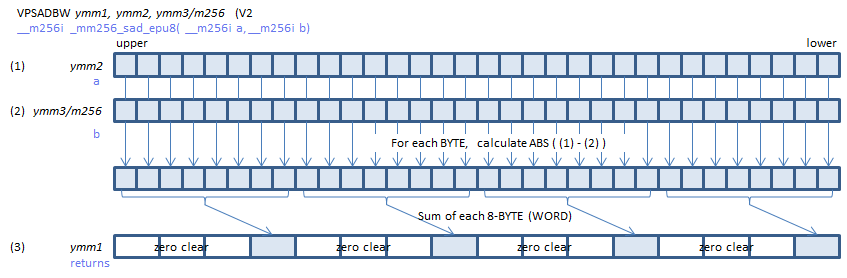 VPSADBW ymm1, ymm2, ymm3/m256 (V2
__m256i _mm256_sad_epu8( __m256i a, __m256i b)
upper lower
(1) ymm2
a
(2) ymm3/m256
b
For each BYTE, calculate ABS ( (1) - (2) )
Sum of each 8-BYTE (WORD)
(3) ymm1 zero clear zero clear zero clear zero clear
returns